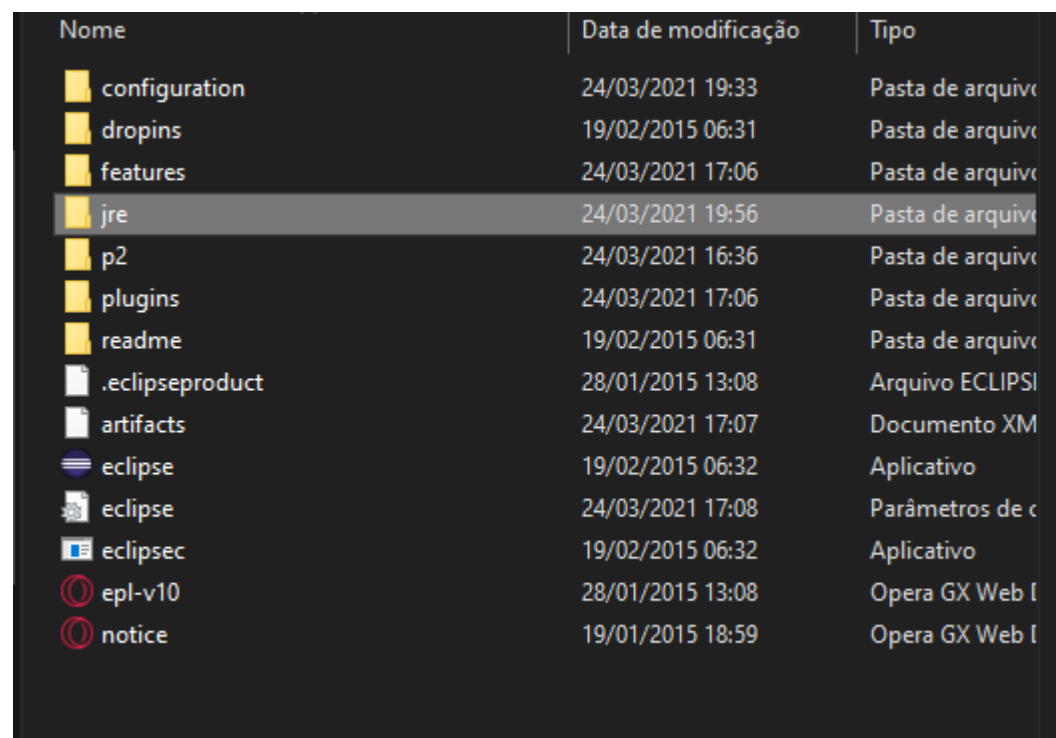 Nome Data de modificação Tipo
configuration 24/03/2021 19:33 Pasta de arquivo
dropins 19/02/2015 06:31 Pasta de arquivo
features 24/03/2021 17:06 Pasta de arquivo
jre 24/03/2021 19:56 Pasta de arquivo
p2 24/03/2021 16:36 Pasta de arquivo
plugins 24/03/2021 17:06 Pasta de arquivo
readme 19/02/2015 06:31 Pasta de arquivo
.eclipseproduct 28/01/2015 13:08 Arquivo ECLIPS
artifacts 24/03/2021 17:07 Documento XM
eclipse 19/02/2015 06:32 Aplicativo
eclipse 24/03/2021 17:08 Parâmetros de c
eclipsec 19/02/2015 06:32 Aplicativo
epl-v10 28/01/2015 13:08 Opera GX Web
notice 19/01/2015 18:59 Opera GX Web